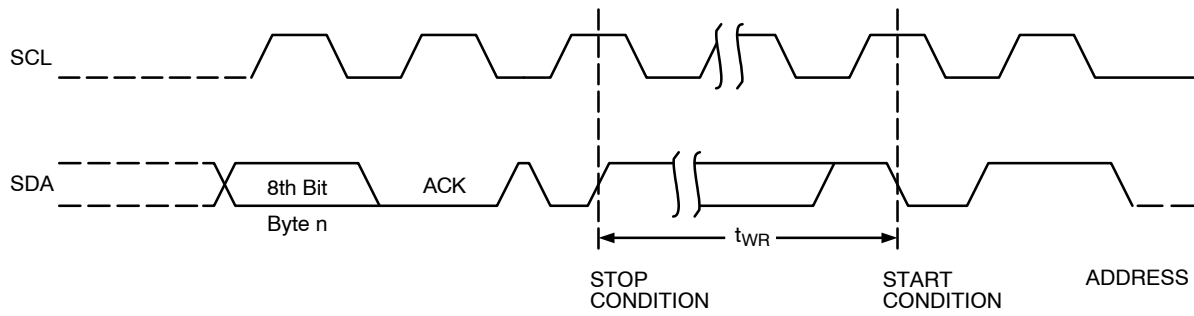 SCL
SDA
8th Bit
ACK
Byte n
tWR
STOP
CONDITION
START
CONDITION
ADDRESS